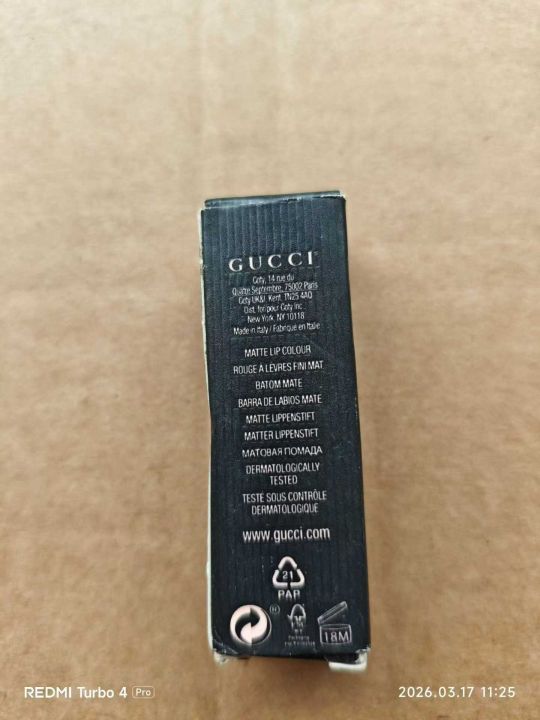 GUCCI
Coty, 14 rue du
Quatre Septembre, 75002 Paris
Coty UK&I, Kent, TN25 4AQ
Dist. for/pour Coty Inc.
New York, NY 10118
Made in Italy / Fabriqué en Italie
MATTE LIP COLOUR
ROUGE À LÈVRES FINI MAT
BATOM MATE
BARRA DE LABIOS MATE
MATTE LIPPENSTIFT
MATTER LIPPENSTIFT
МАТОВАЯ ПОМАДА
DERMATOLOGICALLY
TESTED
TESTÉ SOUS CONTRÔLE
DERMATOLOGIQUE
www.gucci.com
21
PAP
®
18M
REDMI Turbo 4 Pro
2026.03.17 11:25